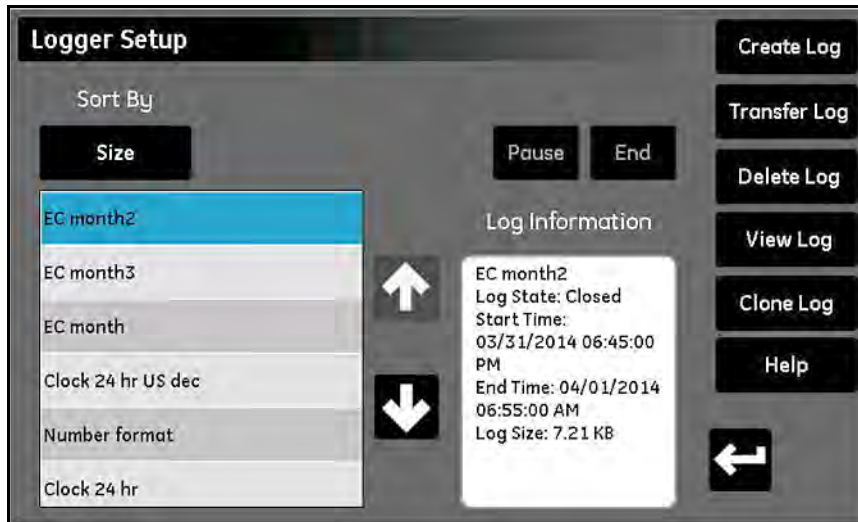 Logger Setup
Sort By
Size
EC month2
EC month3
EC month
Clock 24 hr US dec
Number format
Clock 24 hr
Pause
End
Log Information
EC month2
Log State: Closed
Start Time:
03/31/2014 06:45:00
PM
End Time: 04/01/2014
06:55:00 AM
Log Size: 7.21 KB
Create Log
Transfer Log
Delete Log
View Log
Clone Log
Help